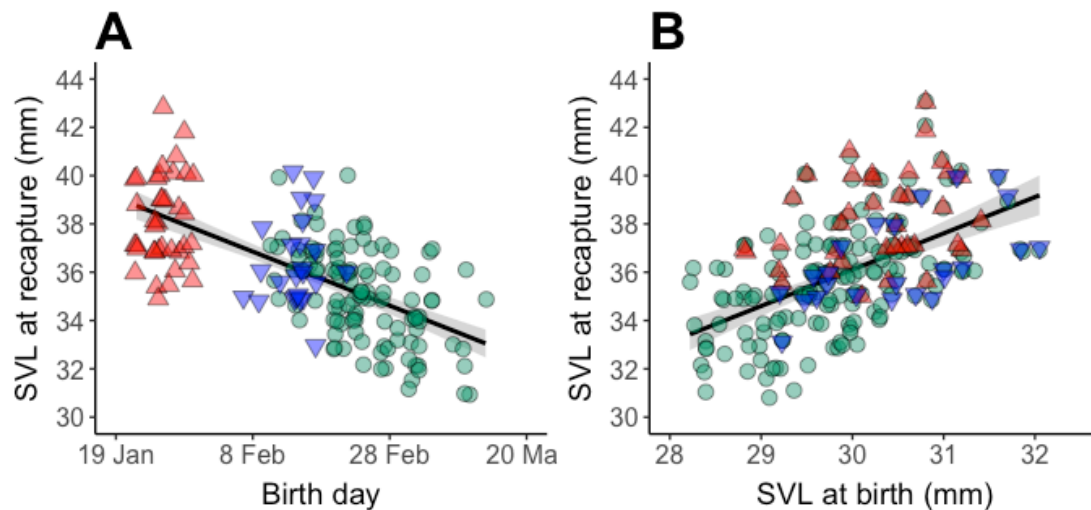 A
SVL at recapture (mm)
44
42
40
38
36
34
32
30
19 Jan 8 Feb 28 Feb 20 Ma
Birth day
B
SVL at recapture (mm)
44
42
40
38
36
34
32
30
28 29 30 31 32
SVL at birth (mm)